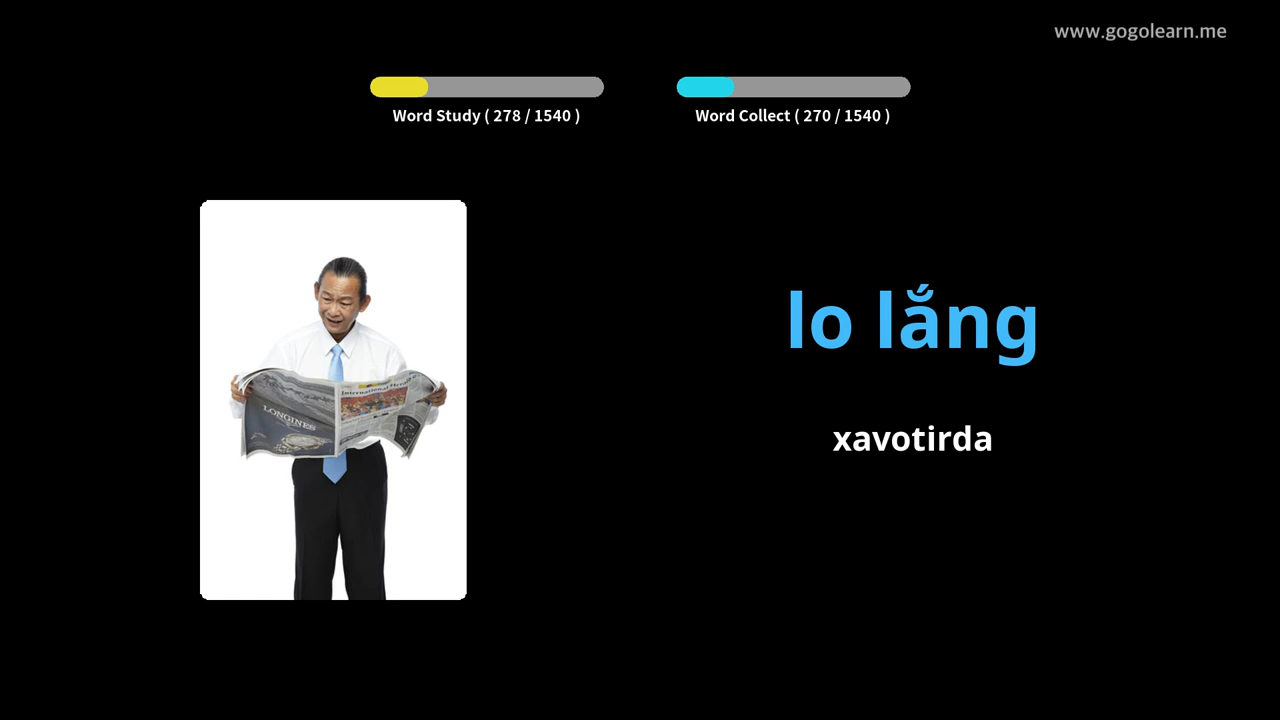 www.gogolearn.me
Word Study ( 278 / 1540 )
Word Collect ( 270 / 1540 )
lo lắng
xavotirda
LONGINES
International Herald